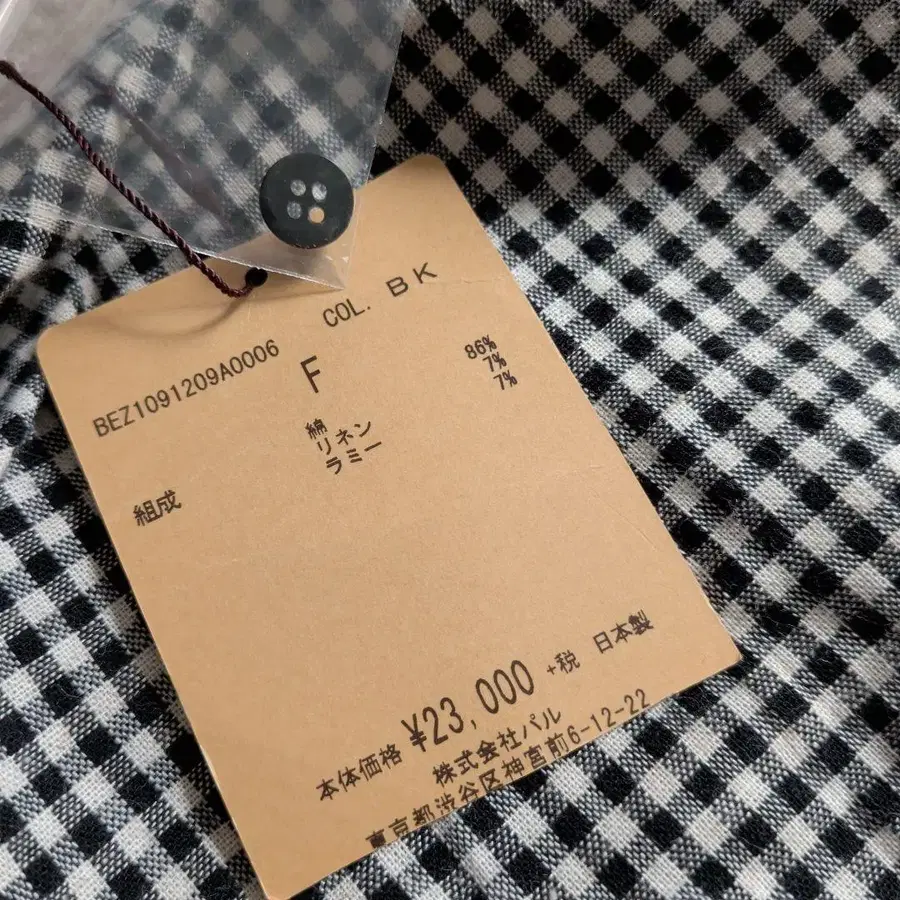 COL. BK
BEZ1091209A0006
F
綿 86%
リネン 7%
ラミー 7%
組成
本体価格 ¥23,000 +税 日本製
株式会社パル
東京都渋谷区神宮前6-12-22